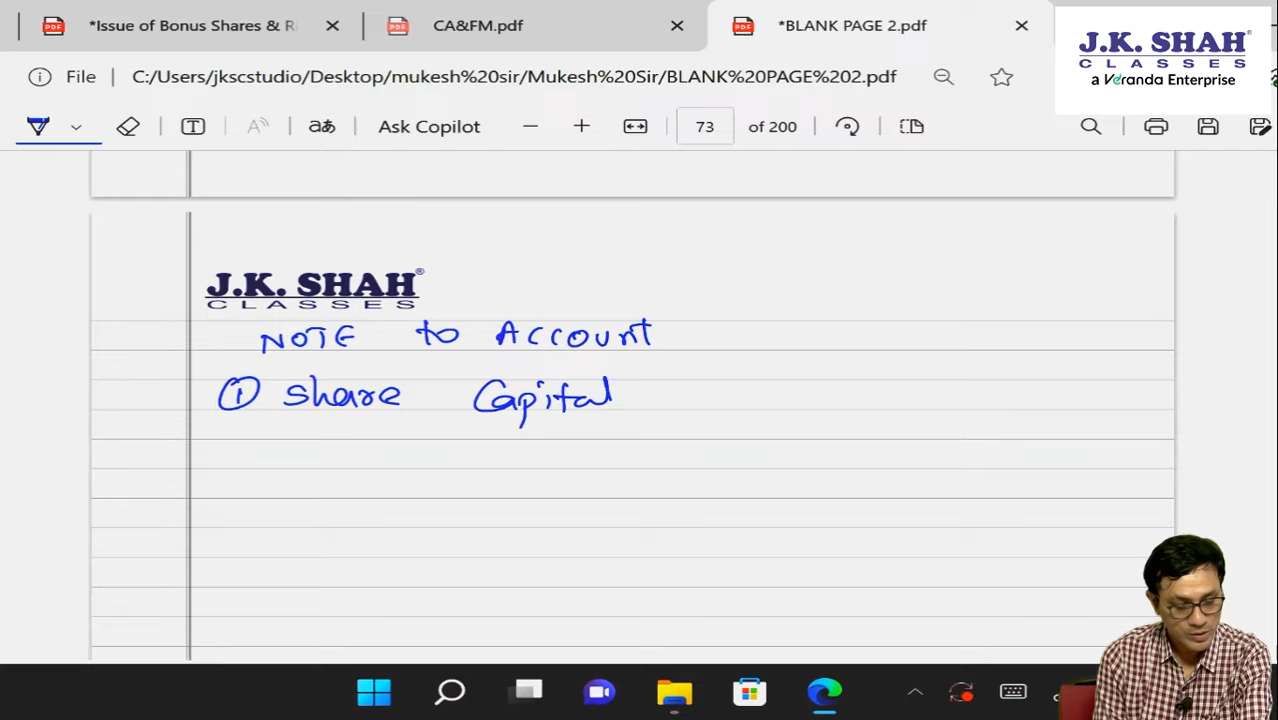 *Issue of Bonus Shares & Ri
CA&FM.pdf
*BLANK PAGE 2.pdf
J.K. SHAH®
CLASSES
a Veranda Enterprise
File
C:/Users/jkscstudio/Desktop/mukesh%20sir/Mukesh%20Sir/BLANK%20PAGE%202.pdf
Ask Copilot
73
of 200
J.K. SHAH®
CLASSES
NOTE to Account
① Share Capital